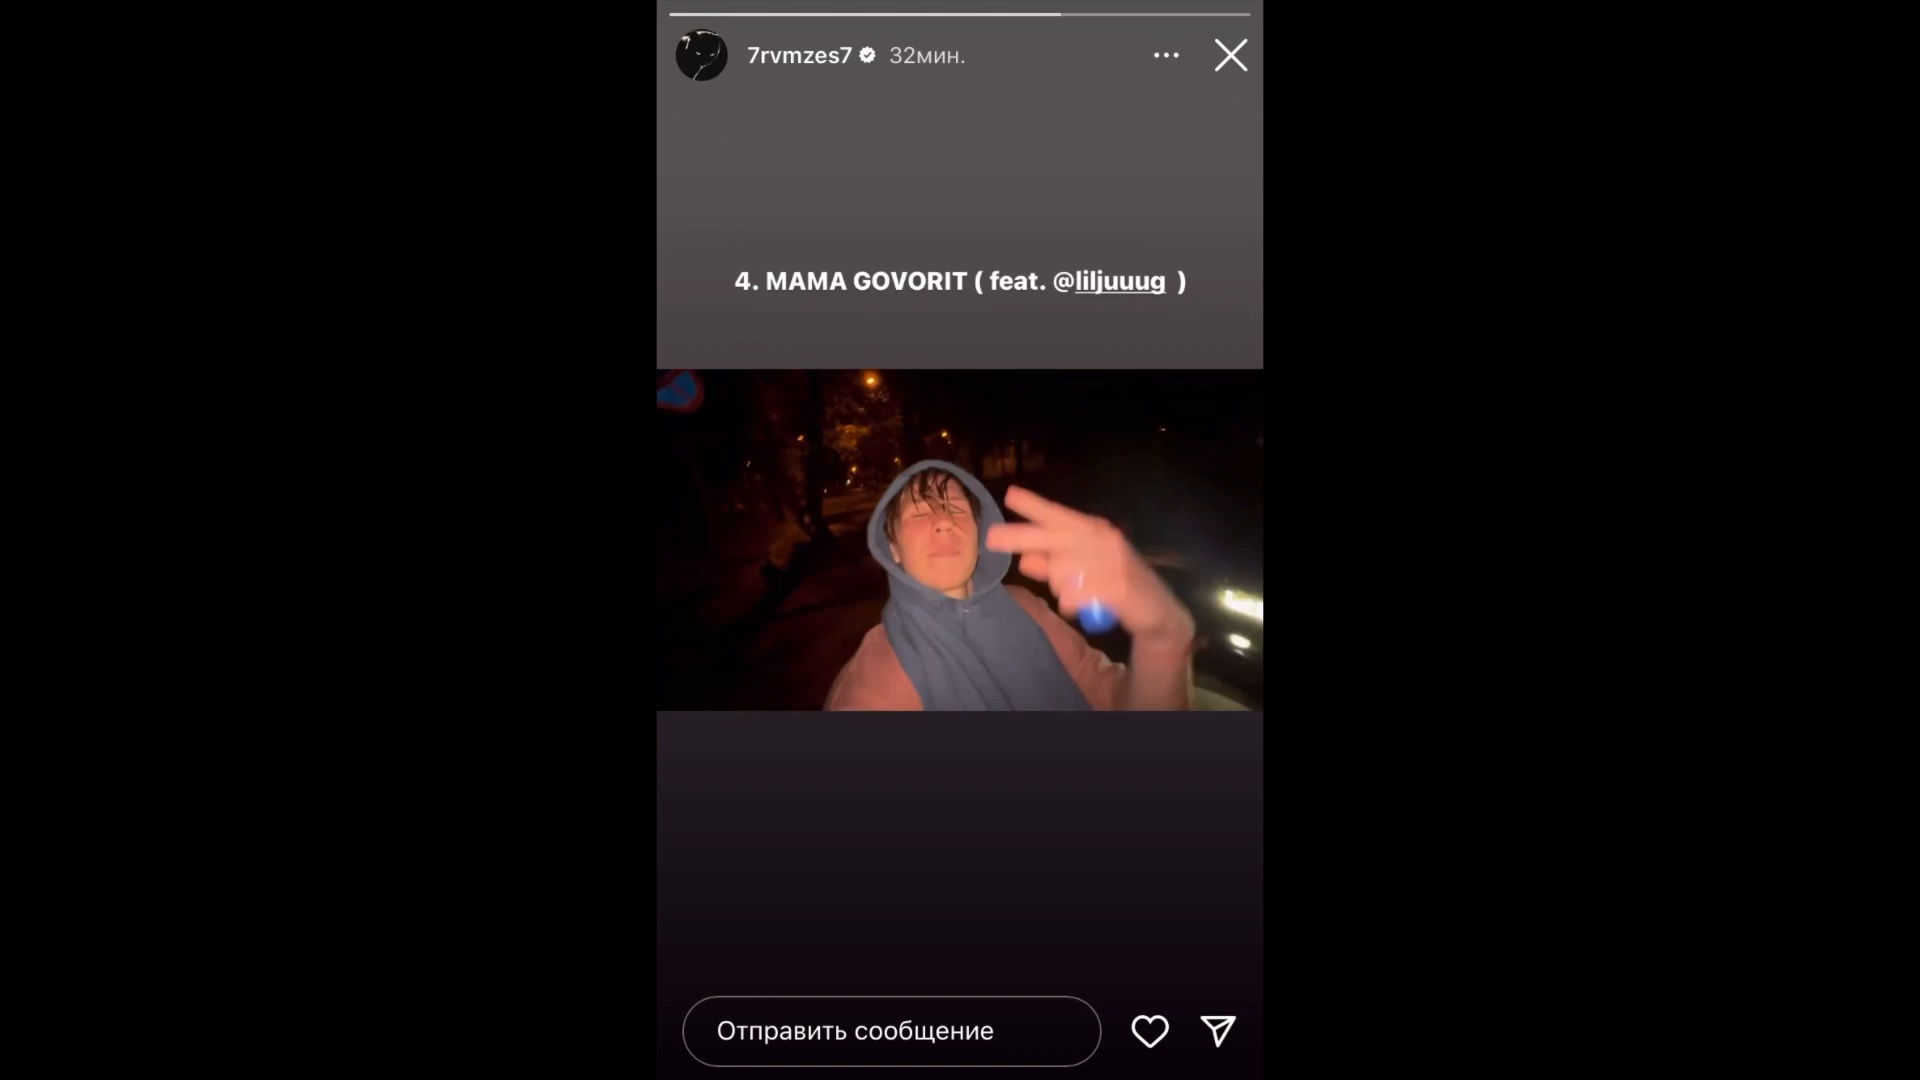 7rvmzes7 32мин.
4. MAMA GOVORIT ( feat. @liljuuug )
Отправить сообщение